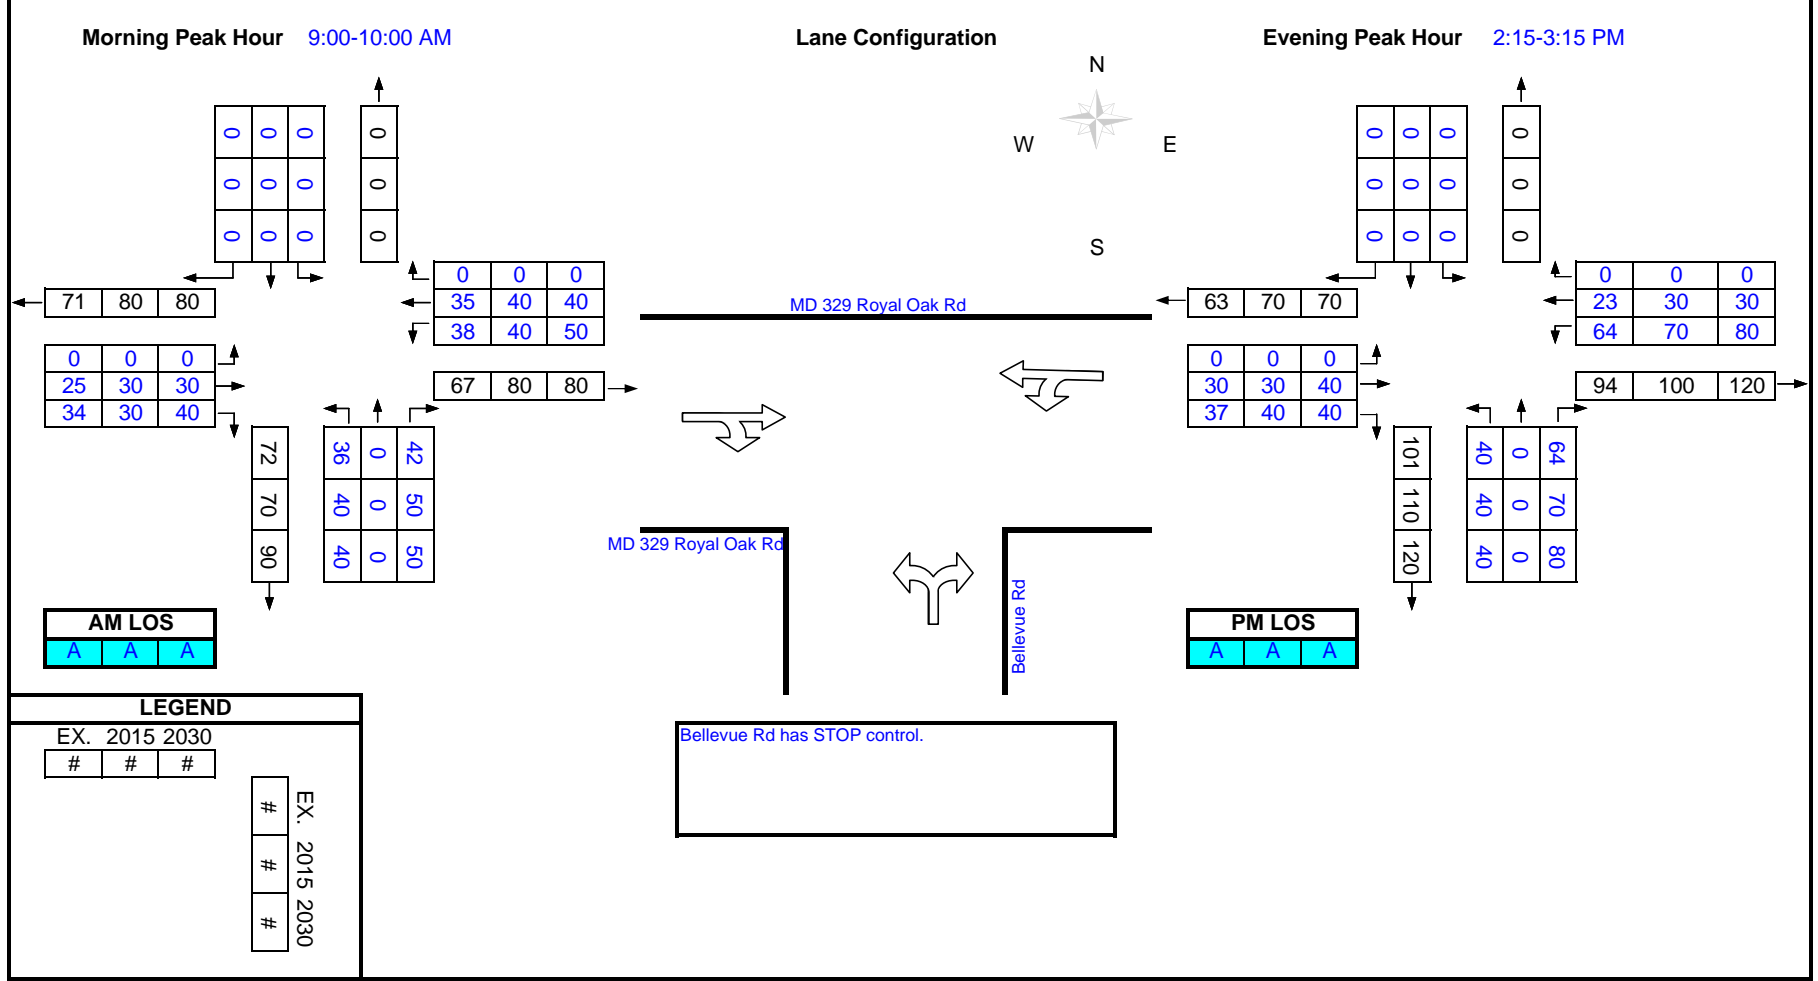 Morning Peak Hour 9:00-10:00 AM
Lane Configuration
Evening Peak Hour 2:15-3:15 PM
N
W E
S
0 0 0 0
0 0 0 0
0 0 0 0
71 80 80
0 0 0
35 40 40
38 40 50
0 0 0
25 30 30
34 30 40
67 80 80
72 36 0 42
70 40 0 50
90 40 0 50
AM LOS
A A A
MD 329 Royal Oak Rd
MD 329 Royal Oak Rd
Bellevue Rd
0 0 0 0
0 0 0 0
0 0 0 0
63 70 70
0 0 0
23 30 30
64 70 80
0 0 0
30 30 40
37 40 40
94 100 120
101 40 0 64
110 40 0 70
120 40 0 80
PM LOS
A A A
LEGEND
EX. 2015 2030
# # #
EX. 2015 2030
# # #
Bellevue Rd has STOP control.